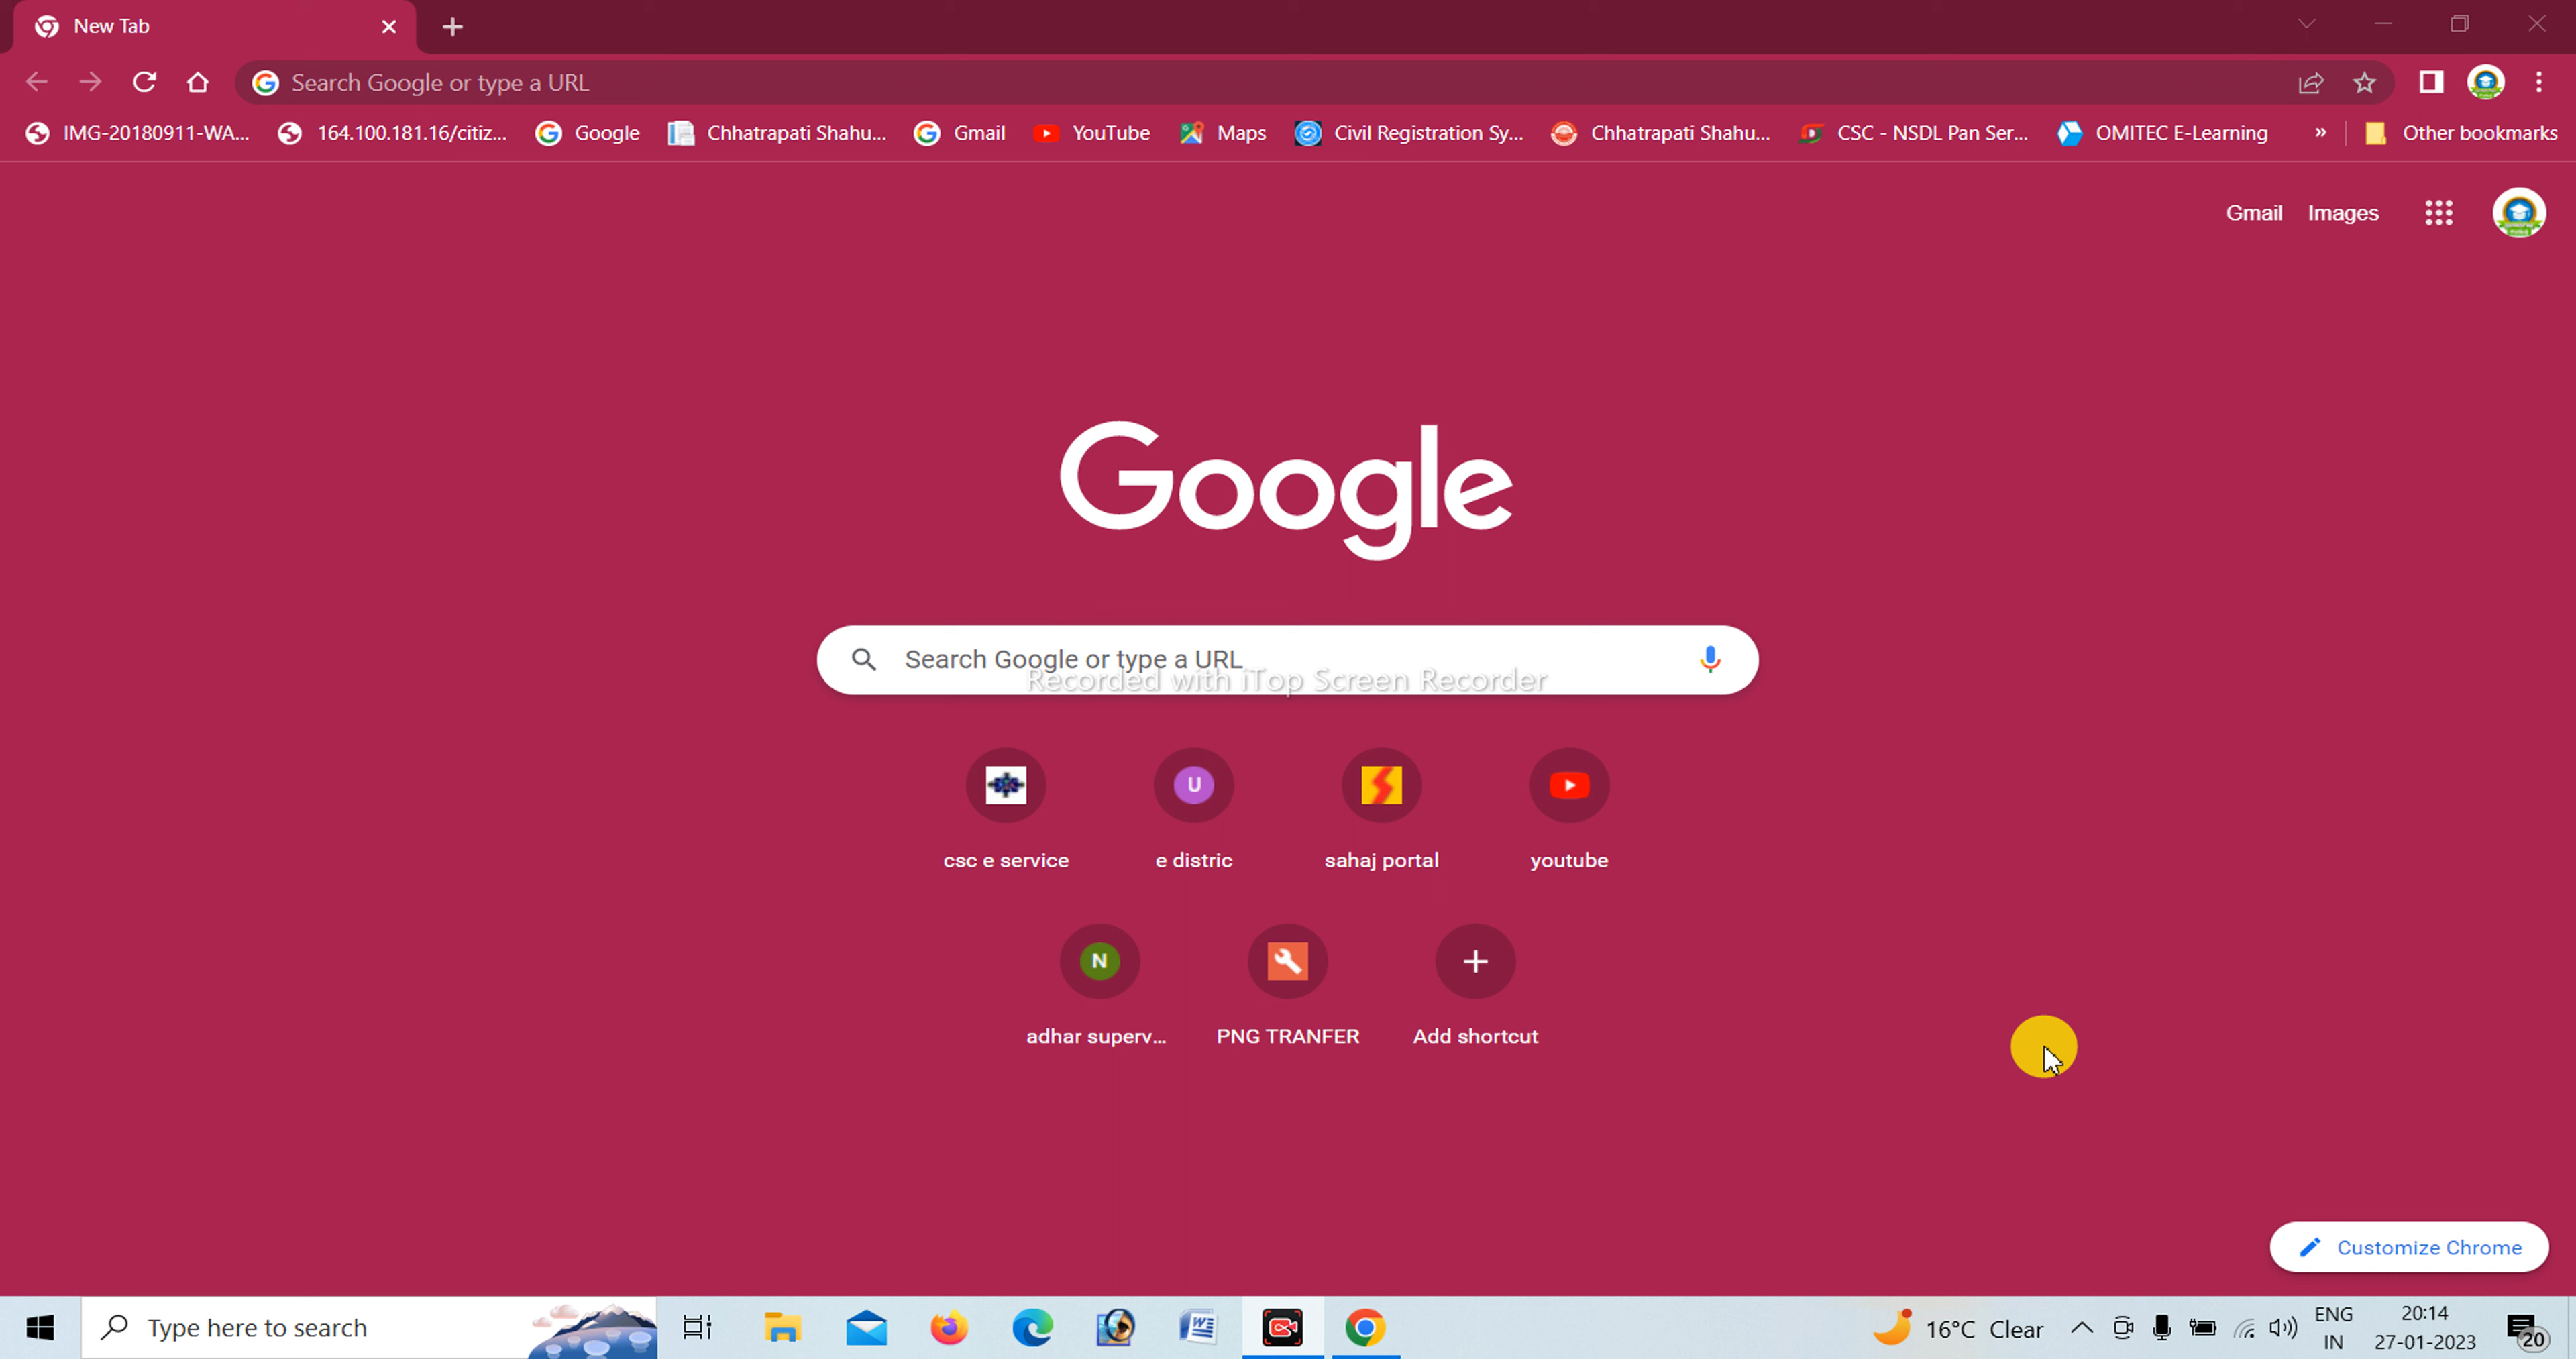 New Tab
Search Google or type a URL
IMG-20180911-WA... 164.100.181.16/citiz... Google Chhatrapati Shahu... Gmail YouTube Maps Civil Registration Sy... Chhatrapati Shahu... CSC - NSDL Pan Ser... OMITEC E-Learning » Other bookmarks
Gmail Images
Google
Search Google or type a URL
Recorded with iTop Screen Recorder
U
csc e service e distric sahaj portal youtube
N
adhar superv... PNG TRANFER Add shortcut
Customize Chrome
Type here to search
16°C Clear
ENG
IN
20:14
27-01-2023
20